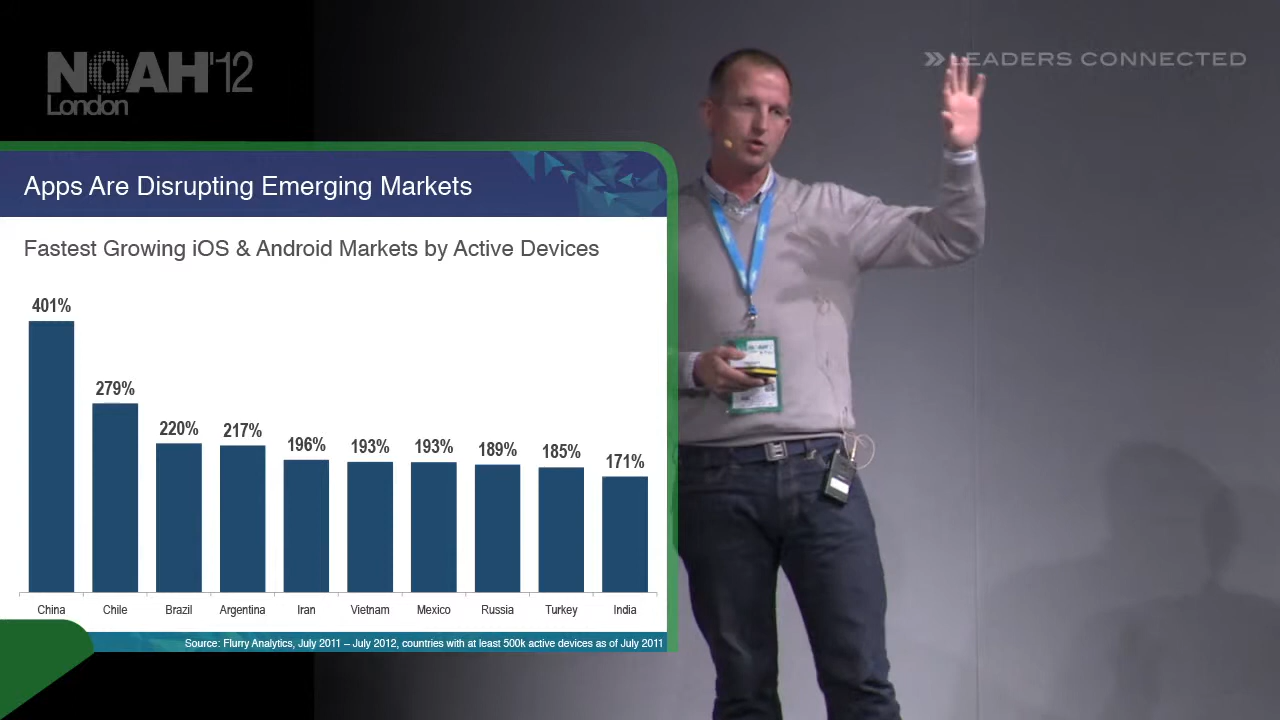 NOAH'12
London
LEADERS CONNECTED
Apps Are Disrupting Emerging Markets
Fastest Growing iOS & Android Markets by Active Devices
401%
279%
220%
217%
196%
193%
193%
189%
185%
171%
China
Chile
Brazil
Argentina
Iran
Vietnam
Mexico
Russia
Turkey
India
Source: Flurry Analytics, July 2011 – July 2012, countries with at least 500k active devices as of July 2011